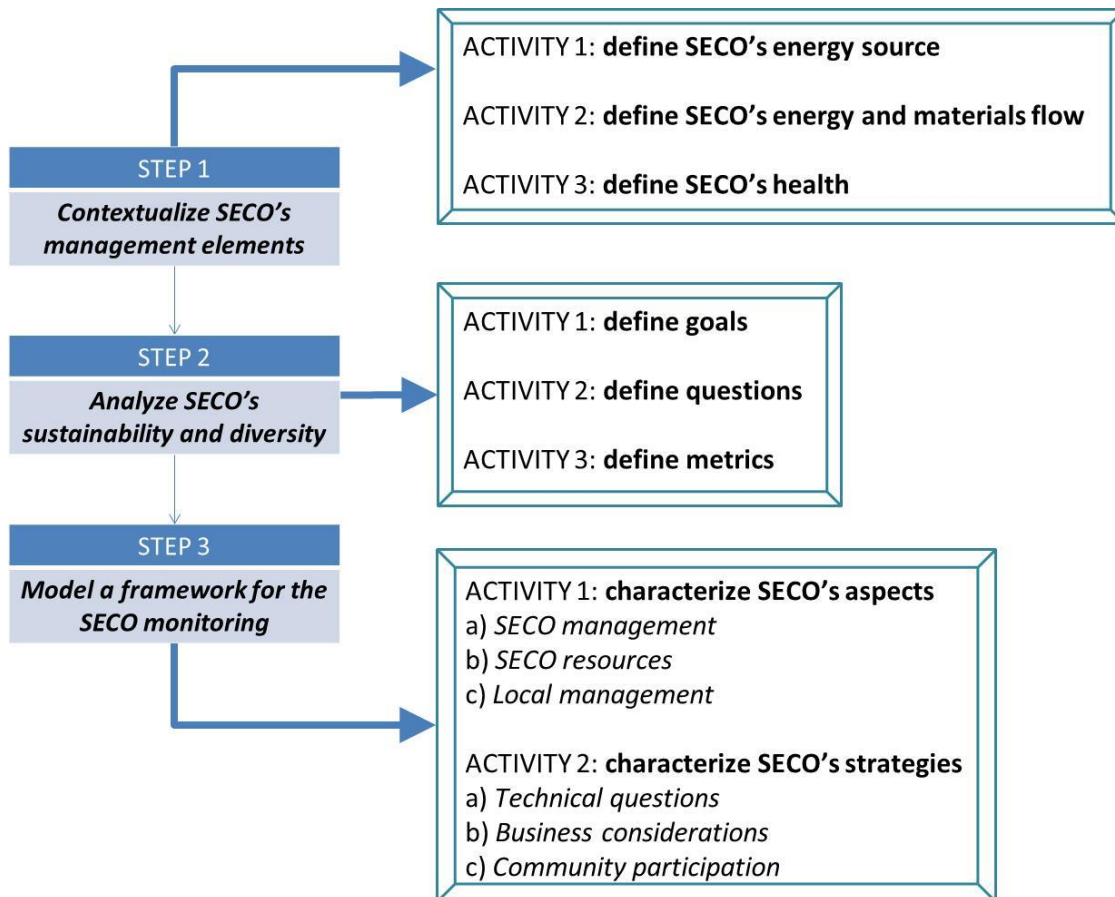 STEP 1
Contextualize SECO's
management elements
ACTIVITY 1: define SECO's energy source
ACTIVITY 2: define SECO's energy and materials flow
ACTIVITY 3: define SECO's health
STEP 2
Analyze SECO's
sustainability and diversity
ACTIVITY 1: define goals
ACTIVITY 2: define questions
ACTIVITY 3: define metrics
STEP 3
Model a framework for the
SECO monitoring
ACTIVITY 1: characterize SECO's aspects
a) SECO management
b) SECO resources
c) Local management
ACTIVITY 2: characterize SECO's strategies
a) Technical questions
b) Business considerations
c) Community participation